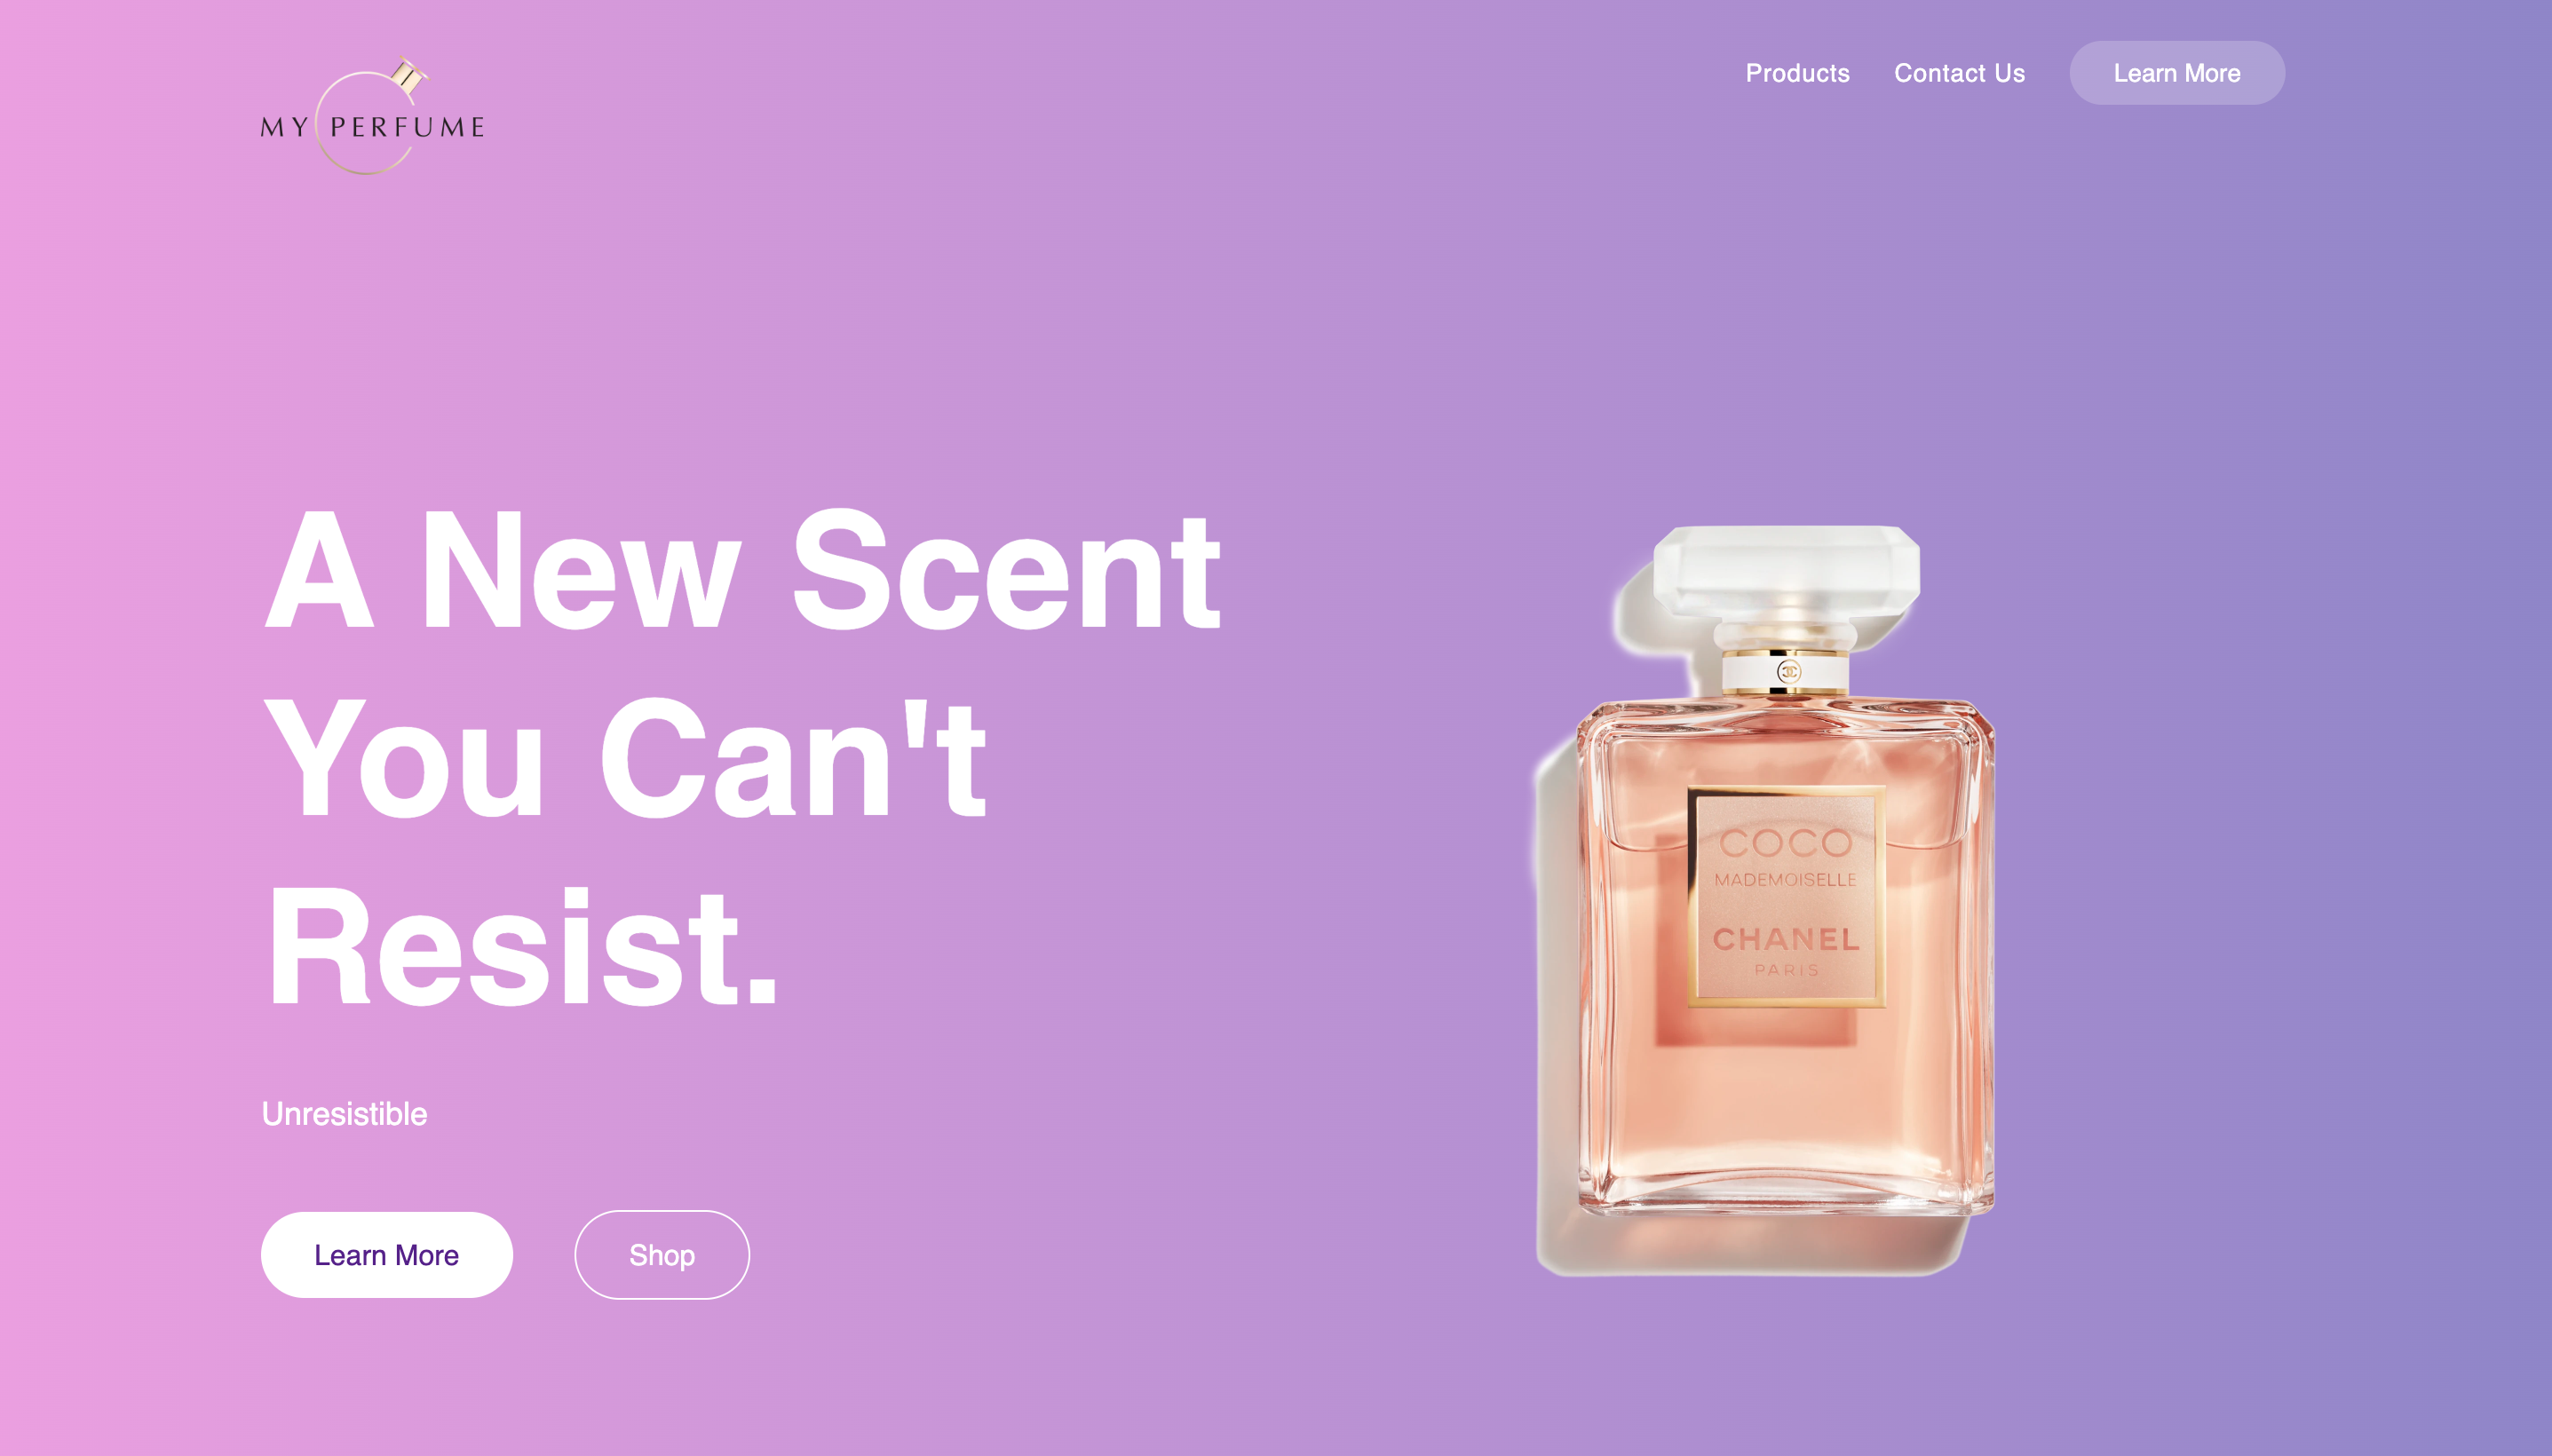 MY PERFUME
Products
Contact Us
Learn More
A New Scent
You Can't
Resist.
Unresistible
Learn More
Shop
COCO
MADEMOISELLE
CHANEL
PARIS